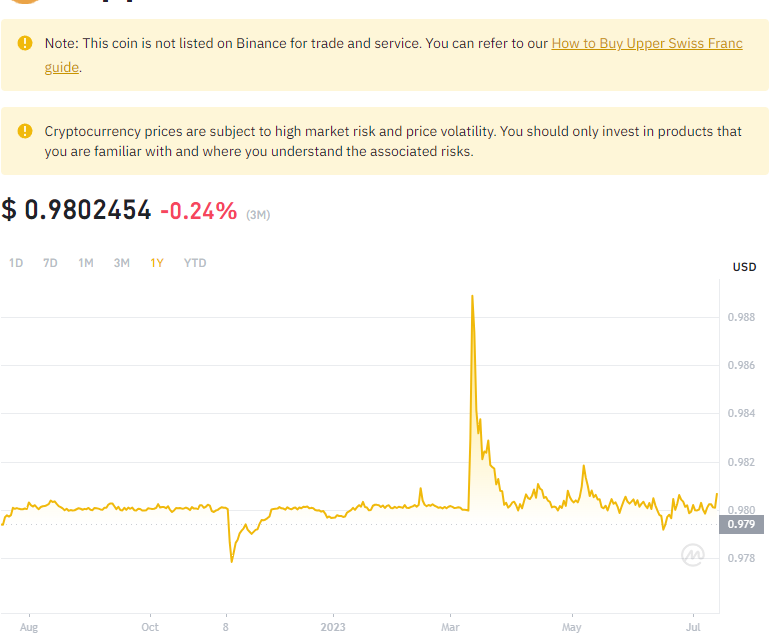 Note: This coin is not listed on Binance for trade and service. You can refer to our How to Buy Upper Swiss Franc
guide.
Cryptocurrency prices are subject to high market risk and price volatility. You should only invest in products that
you are familiar with and where you understand the associated risks.
$ 0.9802454 -0.24% (3M)
1D 7D 1M 3M 1Y YTD
USD
0.988
0.986
0.984
0.982
0.980
0.979
0.978
Aug Oct 8 2023 Mar May Jul